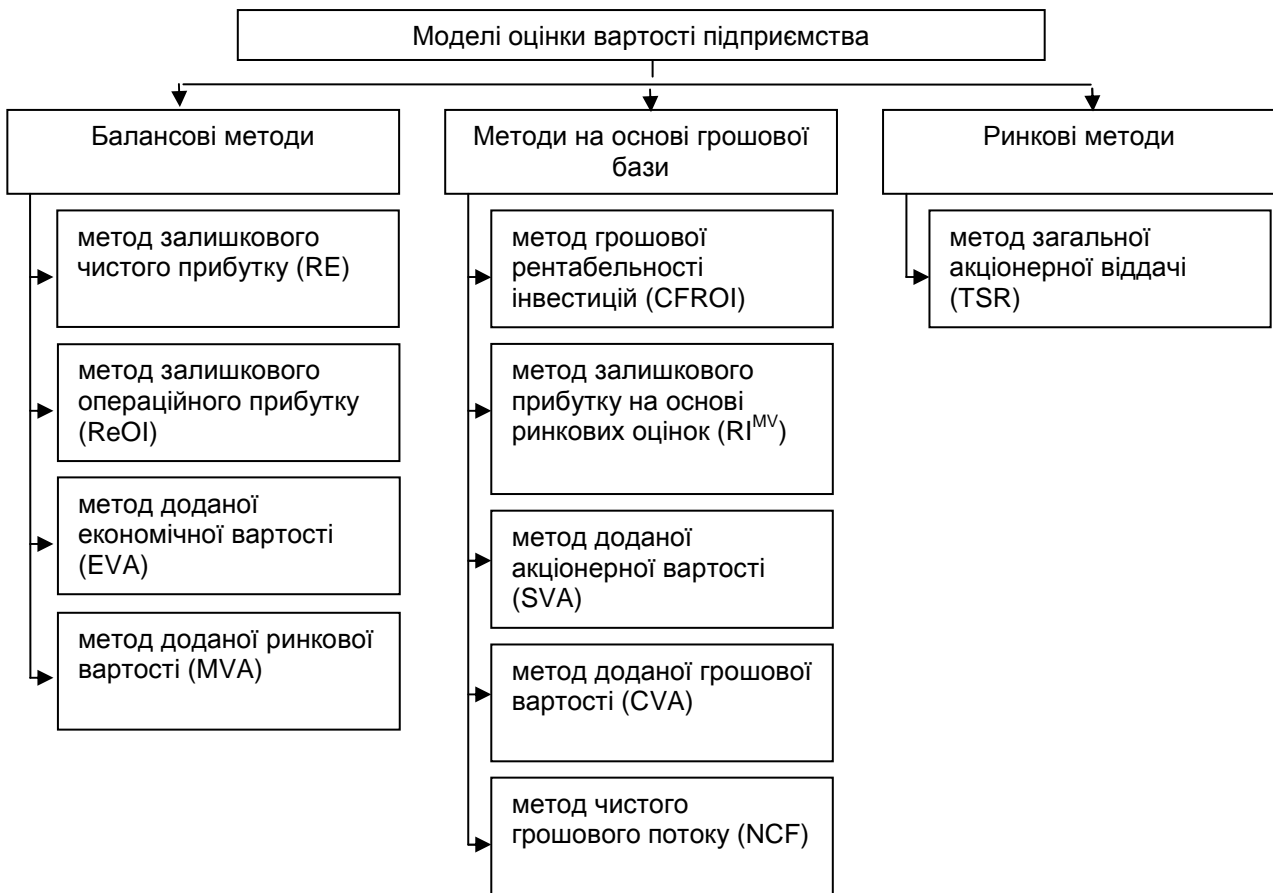 Моделі оцінки вартості підприємства
Балансові методи
метод залишкового
чистого прибутку (RE)
метод залишкового
операційного прибутку
(ReOI)
метод доданої
економічної вартості
(EVA)
метод доданої ринкової
вартості (MVA)
Методи на основі грошової
бази
метод грошової
рентабельності
інвестицій (CFROI)
метод залишкового
прибутку на основі
ринкових оцінок (RI^MV)
метод доданої
акціонерної вартості
(SVA)
метод доданої грошової
вартості (CVA)
метод чистого
грошового потоку (NCF)
Ринкові методи
метод загальної
акціонерної віддачі
(TSR)